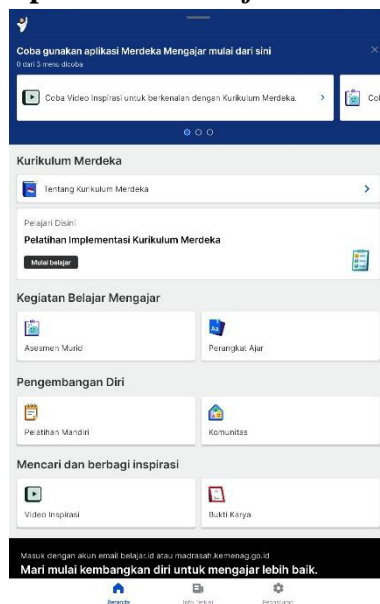 Coba gunakan aplikasi Merdeka Mengajar mulai dari sini
0 dari 3 menu dicoba
Coba Video Inspirasi untuk berkenalan dengan Kurikulum Merdeka.
Kurikulum Merdeka
Tentang Kurikulum Merdeka
Pelajari Disini
Pelatihan Implementasi Kurikulum Merdeka
Mulai belajar
Kegiatan Belajar Mengajar
Asesmen Murid
Perangkat Ajar
Pengembangan Diri
Pelatihan Mandiri
Komunitas
Mencari dan berbagi inspirasi
Video Inspirasi
Bukti Karya
Masuk dengan akun email belajar.id atau madrasah.kemenag.go.id
Mari mulai kembangkan diri untuk mengajar lebih baik.
Beranda
Info Terkini
Pengaturan